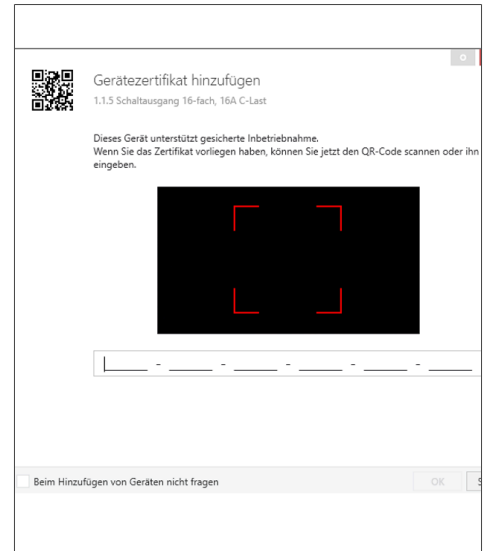 Gerätezertifikat hinzufügen
1.1.5 Schaltausgang 16-fach, 16A C-Last
Dieses Gerät unterstützt gesicherte Inbetriebnahme.
Wenn Sie das Zertifikat vorliegen haben, können Sie jetzt den QR-Code scannen oder ihn
eingeben.
Beim Hinzufügen von Geräten nicht fragen
OK